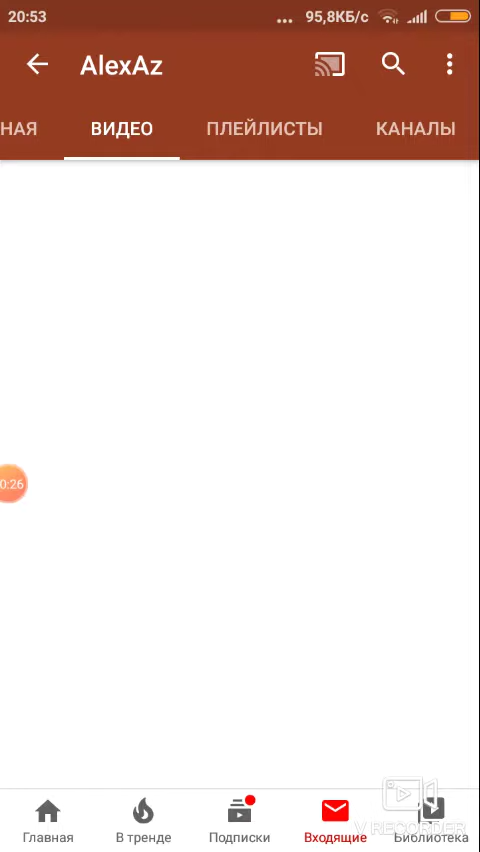 20:53 ... 95,8КБ/с
AlexAz
НАЯ ВИДЕО ПЛЕЙЛИСТЫ КАНАЛЫ
0:26
Главная В тренде Подписки Входящие Библиотека
V RECORDER